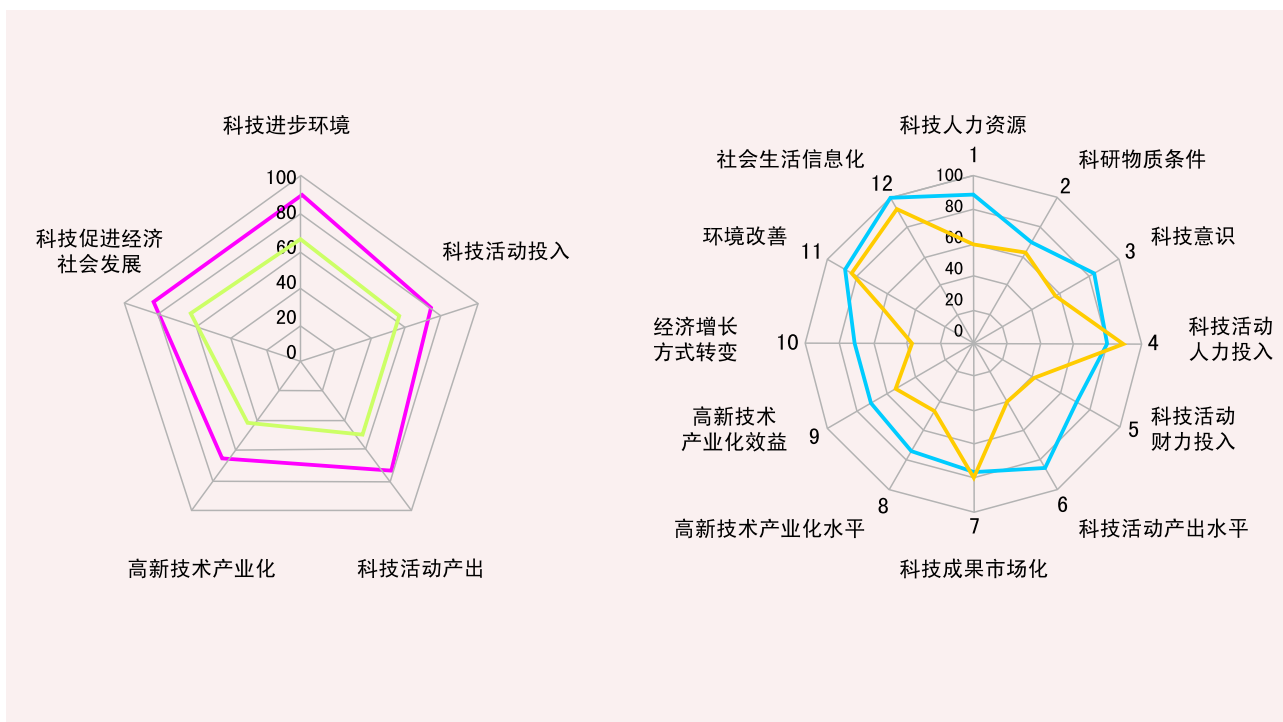 科技进步环境
100
80
60
40
20
0
科技活动投入
科技促进经济
社会发展
高新技术产业化
科技活动产出
科技人力资源
1
科研物质条件
2
科技意识
3
科技活动
人力投入
4
科技活动
财力投入
5
科技活动产出水平
6
科技成果市场化
7
高新技术产业化水平
8
高新技术
产业化效益
9
经济增长
方式转变
10
环境改善
11
社会生活信息化
12
100
80
60
40
20
0